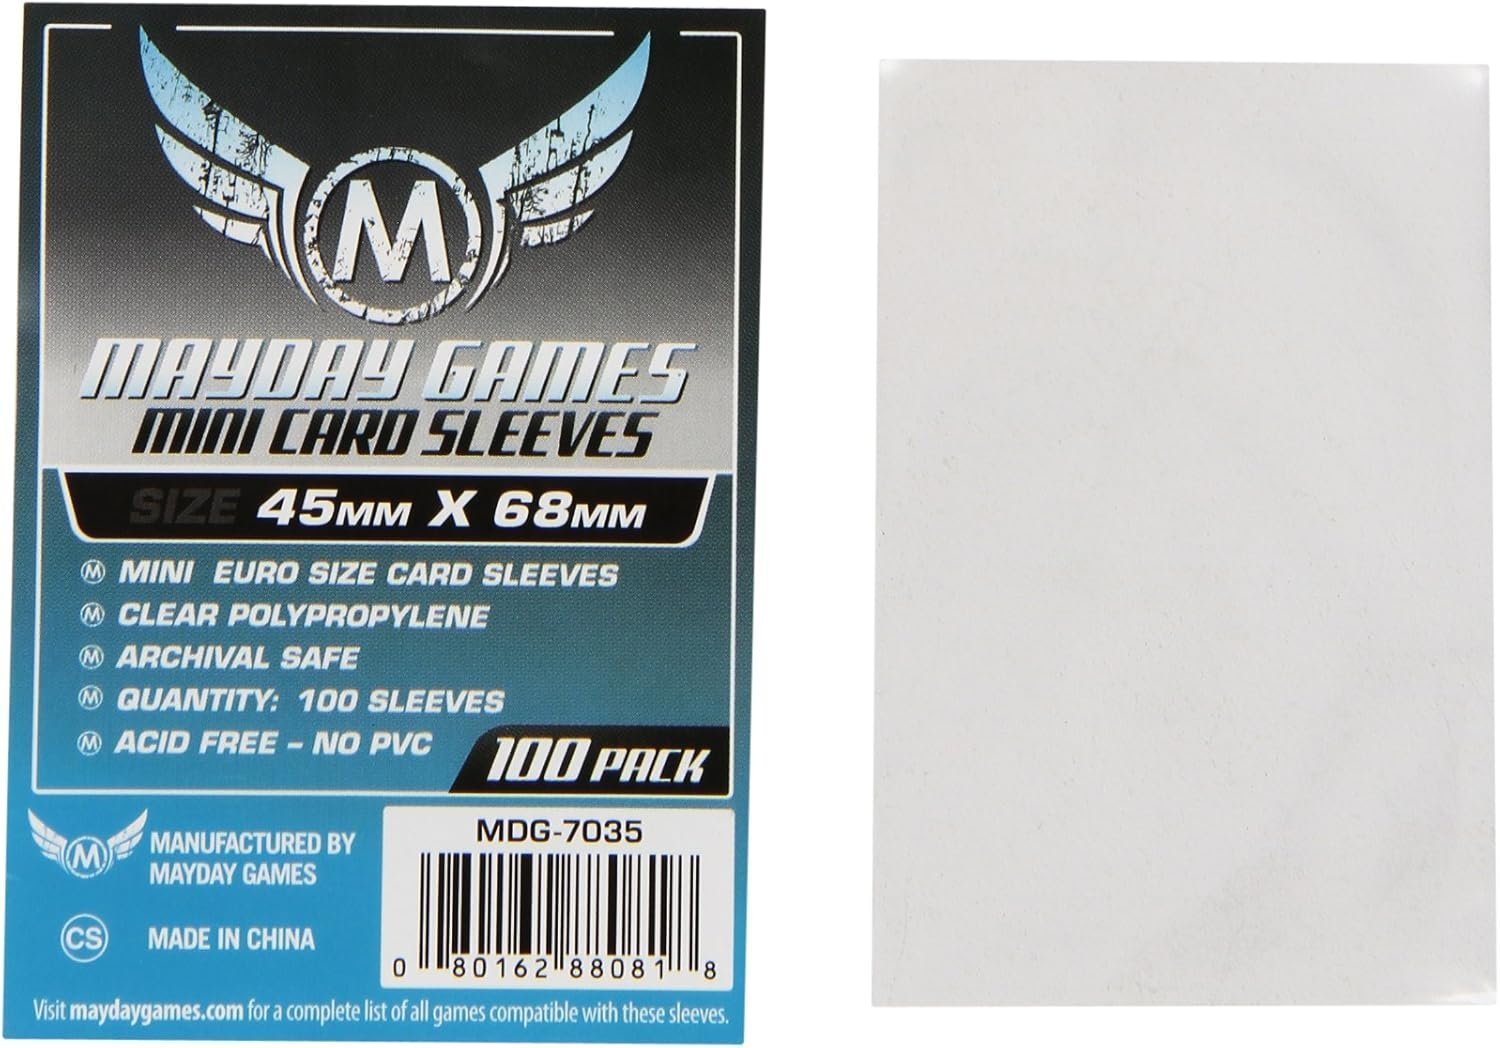 M
MAYDAY GAMES
MINI CARD SLEEVES
SIZE 45MM X 68MM
M MINI EURO SIZE CARD SLEEVES
M CLEAR POLYPROPYLENE
M ARCHIVAL SAFE
M QUANTITY: 100 SLEEVES
M ACID FREE – NO PVC
100 PACK
M
MANUFACTURED BY
MAYDAY GAMES
CS
MADE IN CHINA
MDG-7035
0 80162 88081 8
Visit maydaygames.com for a complete list of all games compatible with these sleeves.